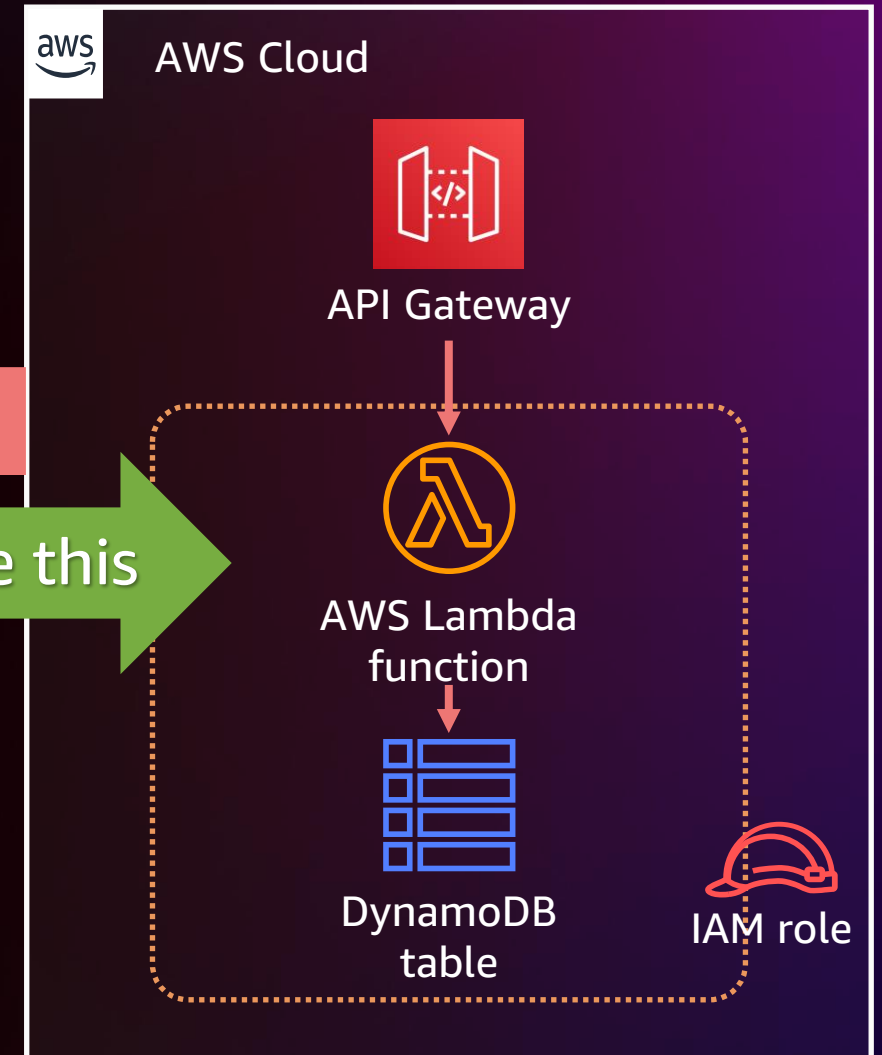 aws
AWS Cloud
</>
API Gateway
e this
AWS Lambda
function
DynamoDB
table
IAM role